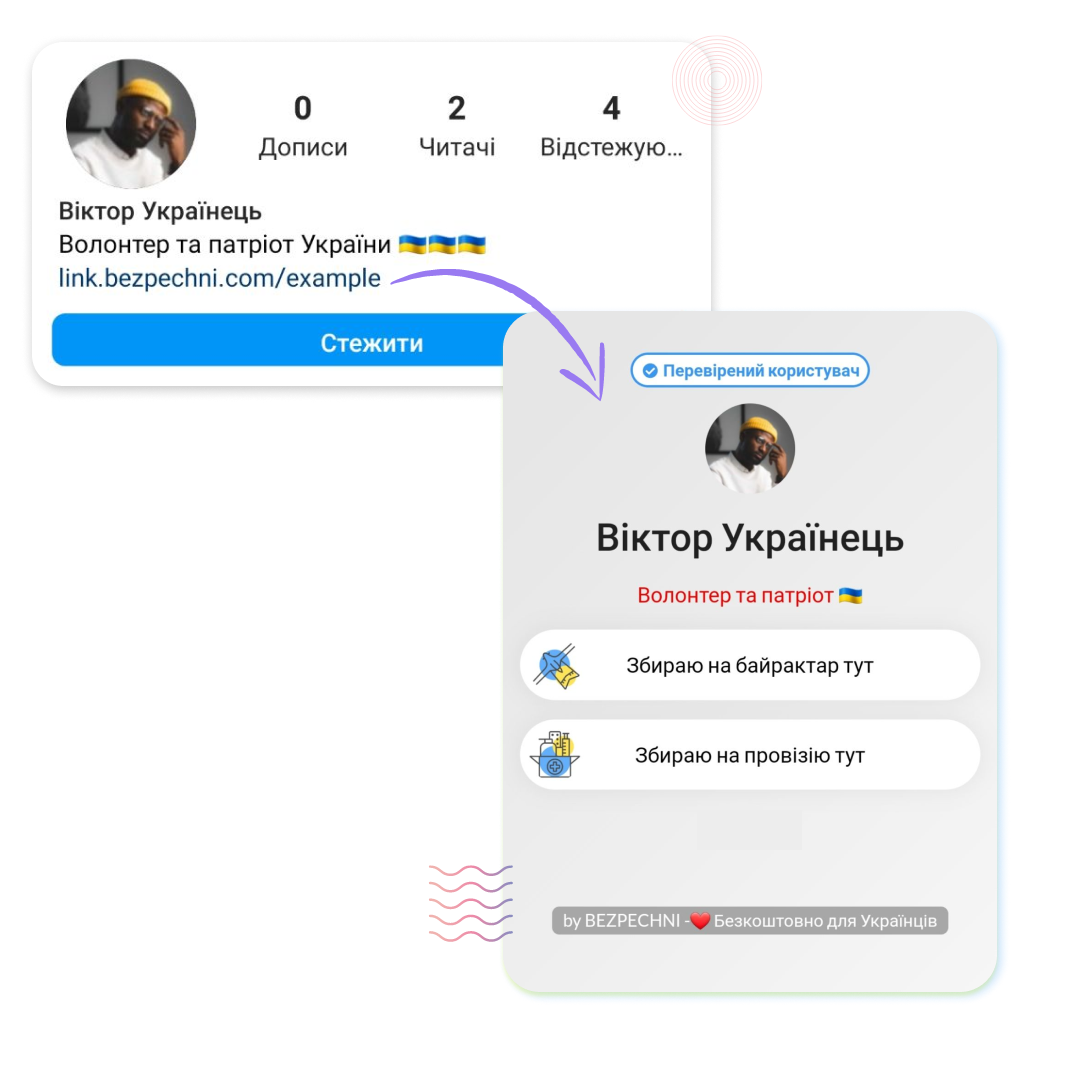 0
2
4
Дописи
Читачі
Відстежую...
Віктор Українець
Волонтер та патріот України 🇺🇦🇺🇦🇺🇦
link.bezpechni.com/example
Стежити
Перевірений користувач
Віктор Українець
Волонтер та патріот 🇺🇦
Збираю на байрактар тут
Збираю на провізію тут
by BEZPECHNI -❤️ Безкоштовно для Українців